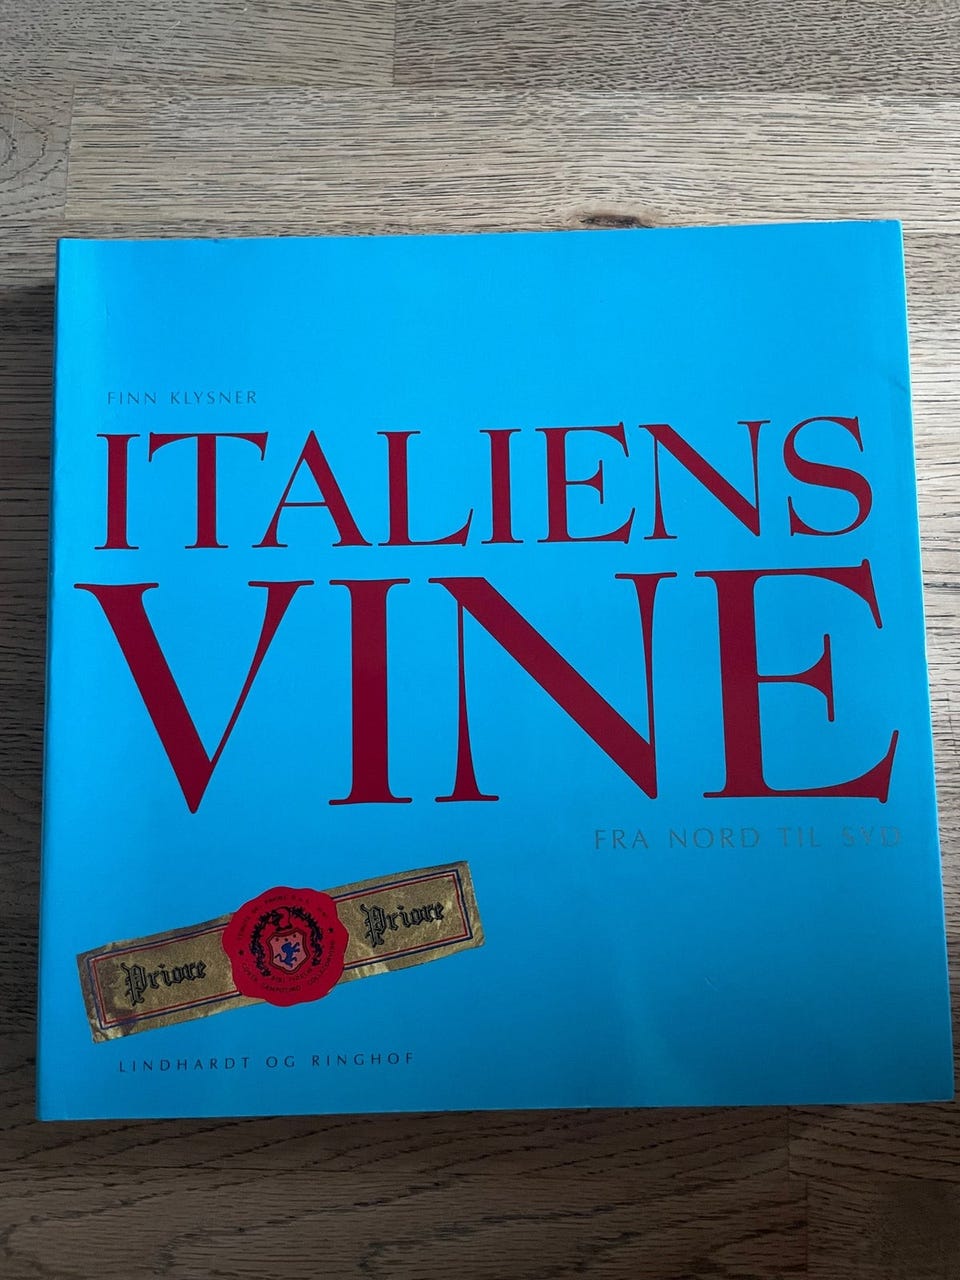 FINN KLYSNER
ITALIENS
VINE
FRA NORD TIL SYD
Priore
Priore
LINDHARDT OG RINGHOF